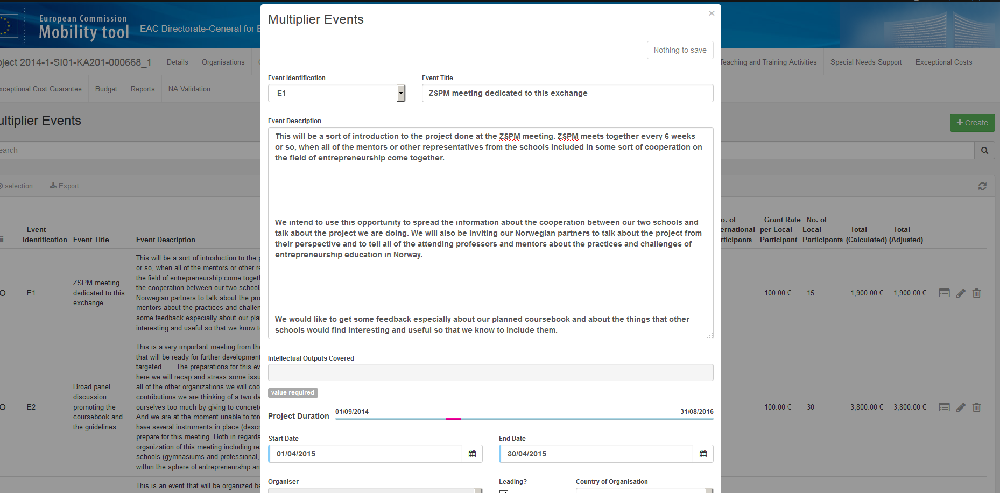 European Commission
Mobility tool
EAC Directorate-General for E
Multiplier Events
×
Nothing to save
oject 2014-1-SI01-KA201-000668_1
Details
Organisations
Teaching and Training Activities
Special Needs Support
Exceptional Costs
xceptional Cost Guarantee
Budget
Reports
NA Validation
ultiplier Events
+ Create
earch
selection
Export
Event Identification
E1
Event Title
ZSPM meeting dedicated to this exchange
Event Description
This will be a sort of introduction to the project done at the ZSPM meeting. ZSPM meets together every 6 weeks
or so, when all of the mentors or other representatives from the schools included in some sort of cooperation on
the field of entrepreneurship come together.
We intend to use this opportunity to spread the information about the cooperation between our two schools and
talk about the project we are doing. We will also be inviting our Norwegian partners to talk about the project from
their perspective and to tell all of the attending professors and mentors about the practices and challenges of
entrepreneurship education in Norway.
We would like to get some feedback especially about our planned coursebook and about the things that other
schools would find interesting and useful so that we know to include them.
Intellectual Outputs Covered
value required
Project Duration
01/09/2014
31/08/2016
Start Date
01/04/2015
End Date
30/04/2015
Organiser
Leading?
Country of Organisation
Event
Identification
Event Title
Event Description
o. of
ernational
rticipants
Grant Rate
per Local
Participant
No. of
Local
Participants
Total
(Calculated)
Total
(Adjusted)
E1
ZSPM meeting
dedicated to this
exchange
This will be a sort of introduction to the p
or so, when all of the mentors or other re
the field of entrepreneurship come togeth
the cooperation between our two schools
Norwegian partners to talk about the pro
mentors about the practices and challen
some feedback especially about our plan
interesting and useful so that we know to
100.00 €
15
1,900.00 €
1,900.00 €
E2
Broad panel
discussion
promoting the
coursebook and
the guidelines
This is a very important meeting from the
that will be ready for further development
targeted. The preparations for this ev
here we will recap and stress some issu
all of the other organizations we will coo
contributions we are thinking of a two da
ourselves too much by giving to concrete
And we are at the moment unable to fore
have several instruments in place (descr
prepare for this meeting. Both in regards
organization of this meeting including rea
schools (gymnasiums and professional,
within the sphere of entrepreneurship an
100.00 €
30
3,800.00 €
3,800.00 €
This is an event that will be organized be